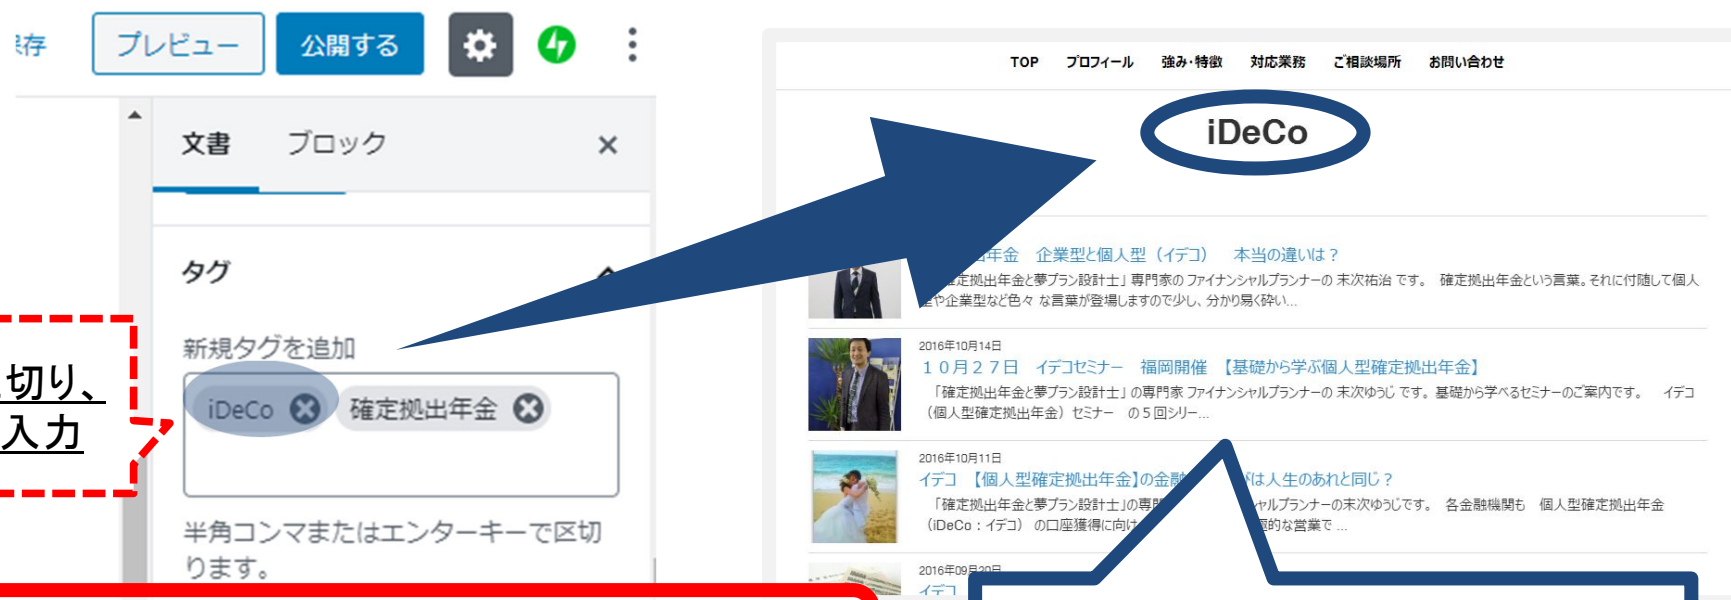 存
プレビュー
公開する
文書
ブロック
タグ
新規タグを追加
iDeCo
確定拠出年金
半角コンマまたはエンターキーで区切
ります。
切り、
入力
TOP プロフィール 強み・特徴 対応業務 ご相談場所 お問い合わせ
iDeCo
年金 企業型と個人型（イデコ） 本当の違いは？
定拠出年金と夢プラン設計士」専門家の ファイナンシャルプランナーの 末次祐治 です。 確定拠出年金という言葉。それに付随して個人
や企業型など色々 な言葉が登場しますので少し、分かり易く砕い...
2016年10月14日
１０月２７日 イデコセミナー 福岡開催 【基礎から学ぶ個人型確定拠出年金】
「確定拠出年金と夢プラン設計士」の専門家 ファイナンシャルプランナーの 末次ゆうじ です。基礎から学べるセミナーのご案内です。 イデコ
（個人型確定拠出年金）セミナー の５回シリー...
2016年10月11日
イデコ 【個人型確定拠出年金】の金融 は人生のあれと同じ？
「確定拠出年金と夢プラン設計士」の専門 シャルプランナーの末次ゆうじです。 各金融機関も 個人型確定拠出年金
（iDeCo：イデコ） の口座獲得に向け 的な営業で ...
2016年09月20日
イデコ